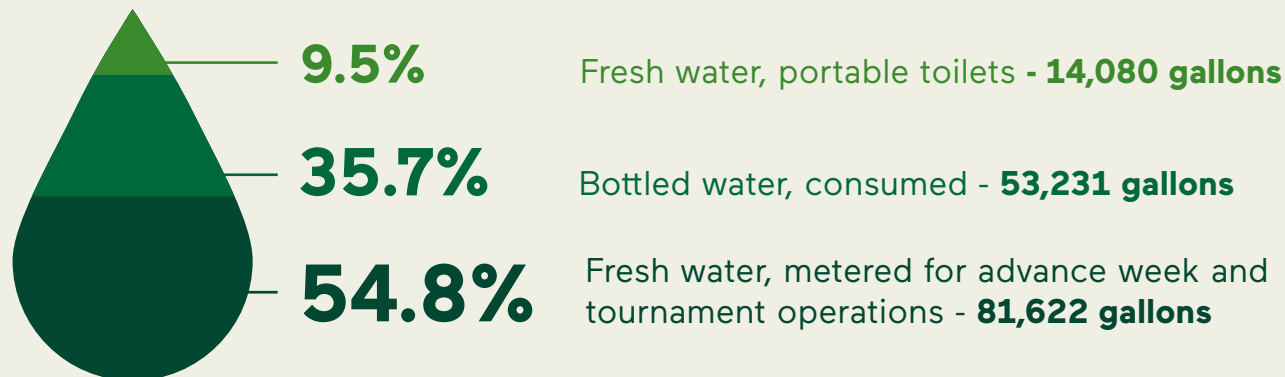 9.5%
Fresh water, portable toilets - 14,080 gallons
35.7%
Bottled water, consumed - 53,231 gallons
54.8%
Fresh water, metered for advance week and
tournament operations - 81,622 gallons